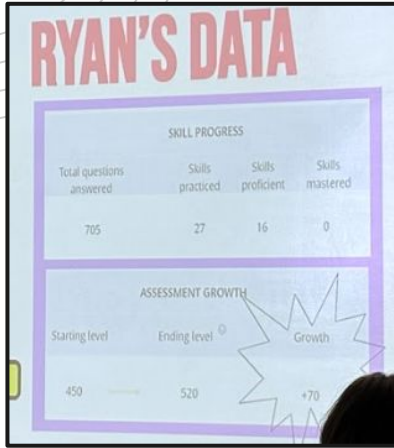 RYAN'S DATA
SKILL PROGRESS
Total questions answered Skills practiced Skills proficient Skills mastered
705 27 16 0
ASSESSMENT GROWTH
Starting level Ending level Growth
450 520 +70